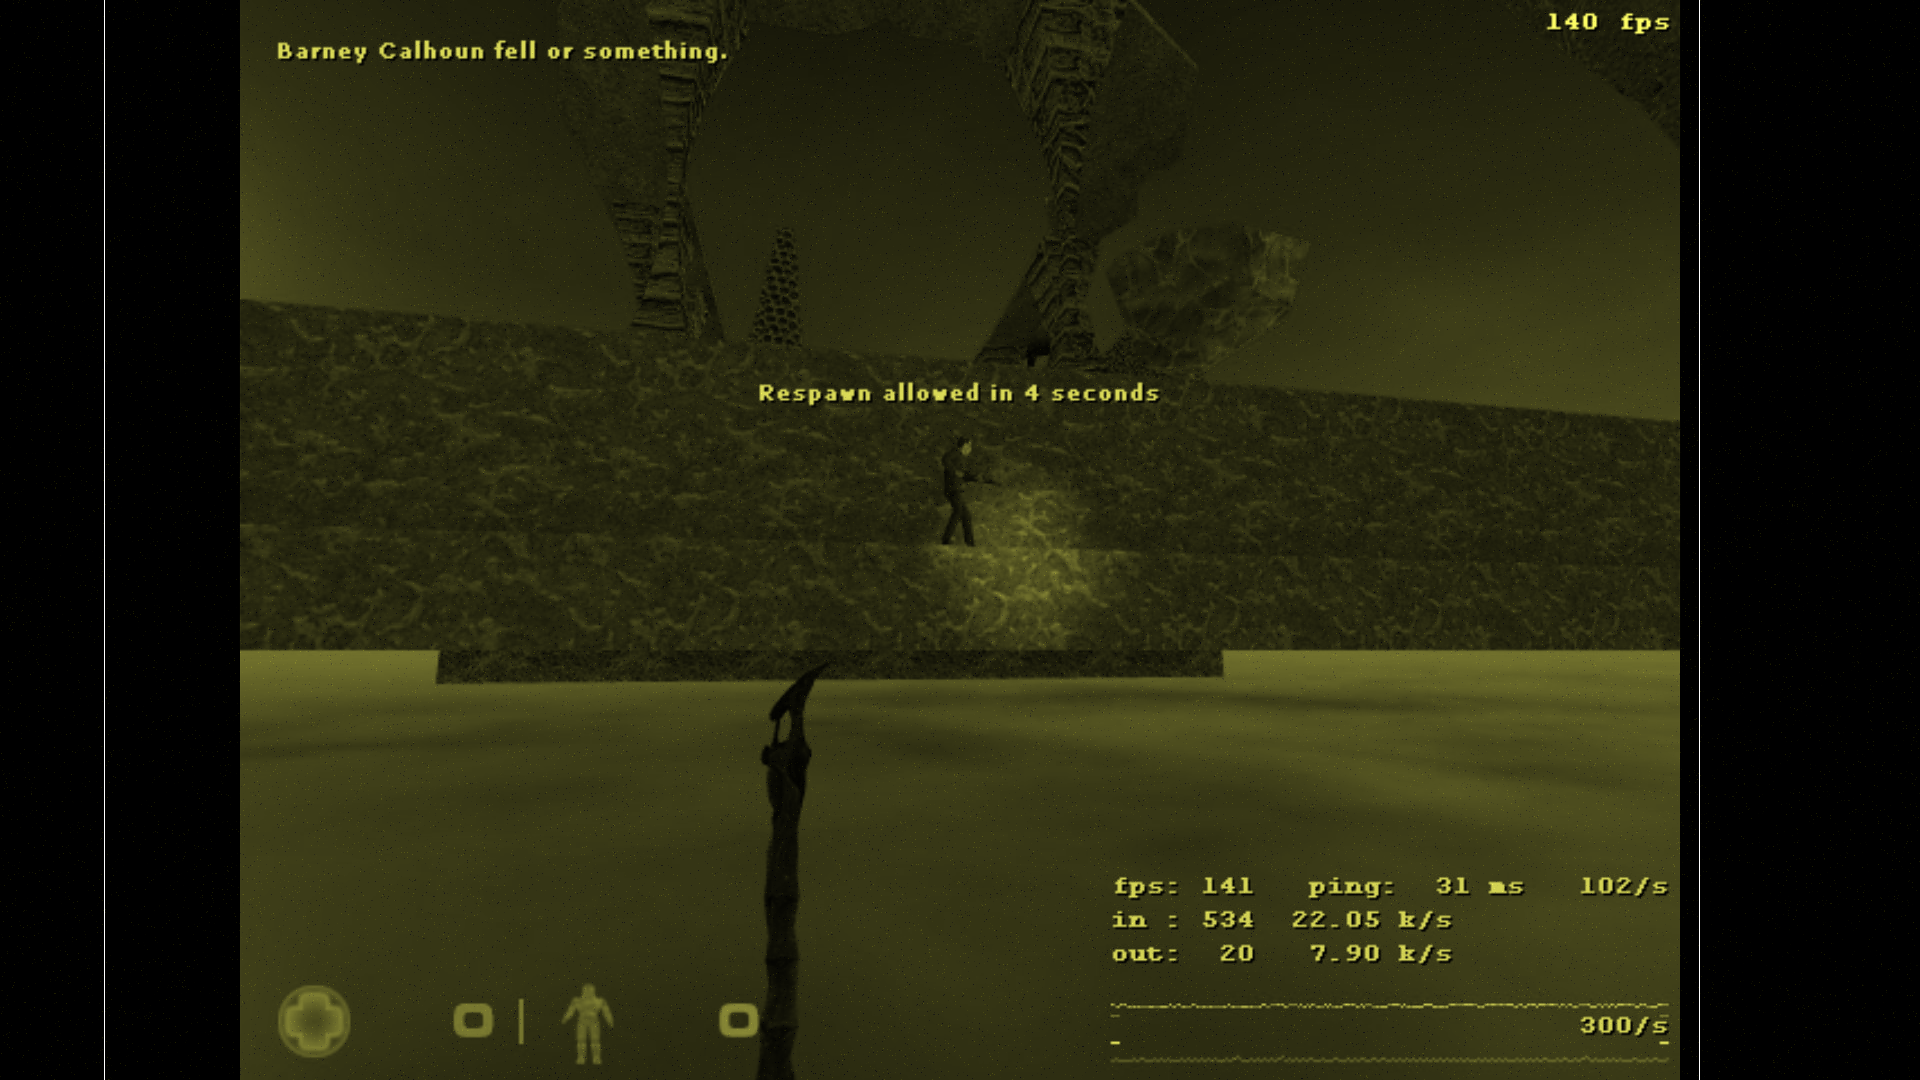 140 fps
Barney Calhoun fell or something.
Respawn allowed in 4 seconds
fps: 141 ping: 31 ms 102/s
in : 534 22.05 k/s
out: 20 7.90 k/s
0 | 0
300/s